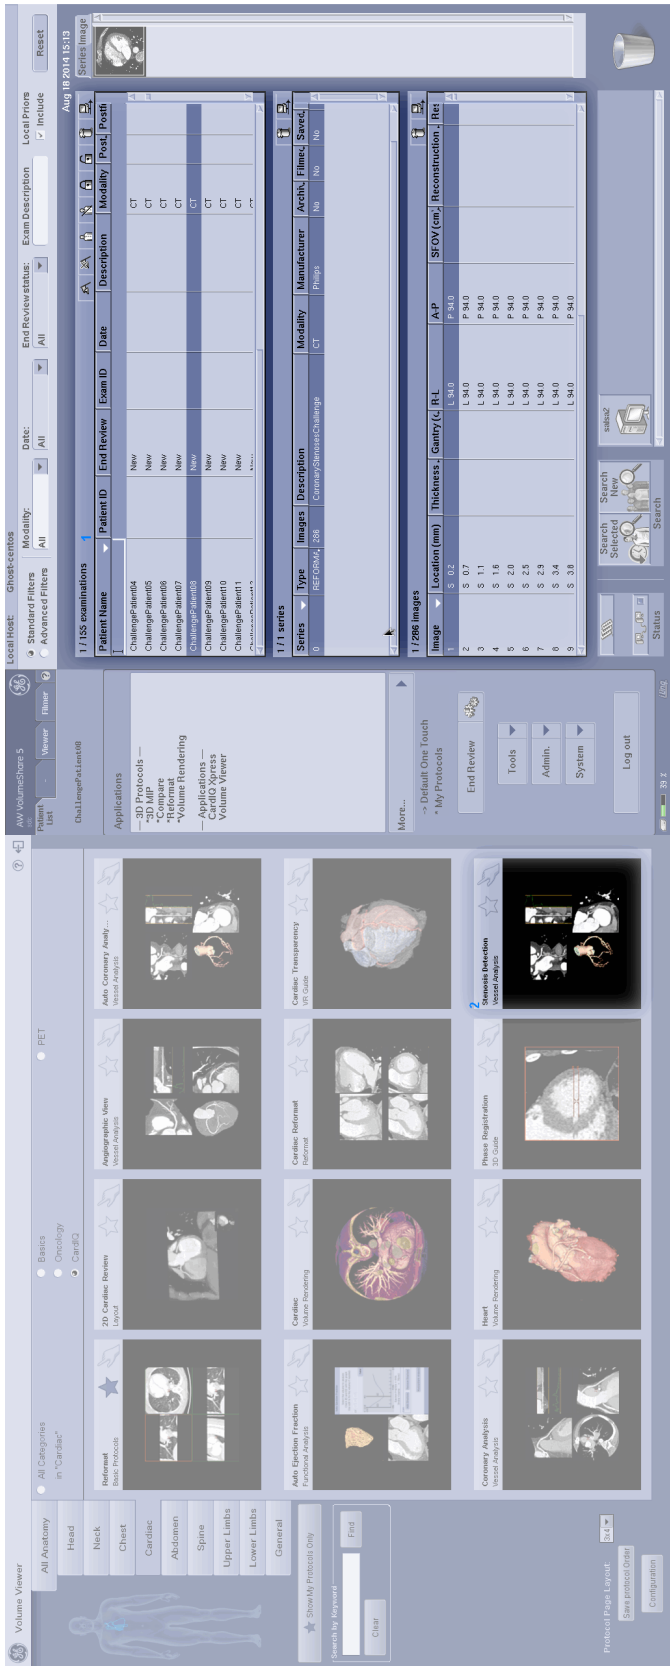 Volume Viewer
All Anatomy
Head
Neck
Chest
Cardiac
Abdomen
Spine
Upper Limbs
Lower Limbs
General
Show My Protocols Only
Search by Keyword
Find
Clear
Protocol Page Layout:
3x4
Save protocol Order
Configuration
All Categories
in "Cardiac"
Basics
Oncology
CardIQ
PET
Reformat
Basic Protocols
2D Cardiac Review
Layout
Angiographic View
Vessel Analysis
Auto Coronary Analy...
Vessel Analysis
Auto Ejection Fraction
Functional Analysis
Cardiac
Volume Rendering
Cardiac Reformat
Reformat
Cardiac Transparency
VR Guide
Coronary Analysis
Vessel Analysis
Heart
Volume Rendering
Phase Registration
3D Guide
2
Stenosis Detection
Vessel Analysis
AW VolumeShare 5
Patient List
Viewer
Filmer
ChallengePatient08
Applications
--- 3D Protocols ---
*3D MIP
*Compare
*Reformat
*Volume Rendering
--- Applications ---
CardIQ Xpress
Volume Viewer
More...
-> Default One Touch
* My Protocols
End Review
Tools
Admin.
System
Log out
39 %
Local Host: Ghost-centos
Standard Filters
Advanced Filters
Modality:
All
Date:
All
End Review status:
All
Exam Description
Local Priors
Include
Reset
Aug 18 2014 15:13
1 / 155 examinations 1
Patient Name Patient ID End Review Exam ID Date Description Modality Post. Postfi
ChallengePatient04 New CT
ChallengePatient05 New CT
ChallengePatient06 New CT
ChallengePatient07 New CT
ChallengePatient08 New CT
ChallengePatient09 New CT
ChallengePatient10 New CT
ChallengePatient11 New CT
Series Image
1 / 1 series
Series Type Images Description Modality Manufacturer Archiv. Filmed. Saved.
0 REFORMA. 286 CoronaryStenosesChallenge CT Philips No No No
1 / 286 images
Image Location (mm) Thickness. Gantry (d. R-L A-P SFOV (cm. Reconstruction. Res
1 S 0.2 L 94.0 P 94.0
2 S 0.7 L 94.0 P 94.0
3 S 1.1 L 94.0 P 94.0
4 S 1.6 L 94.0 P 94.0
5 S 2.0 L 94.0 P 94.0
6 S 2.5 L 94.0 P 94.0
7 S 2.9 L 94.0 P 94.0
8 S 3.4 L 94.0 P 94.0
9 S 3.8 L 94.0 P 94.0
Status
Search Selected
Search New
Search
salsa2